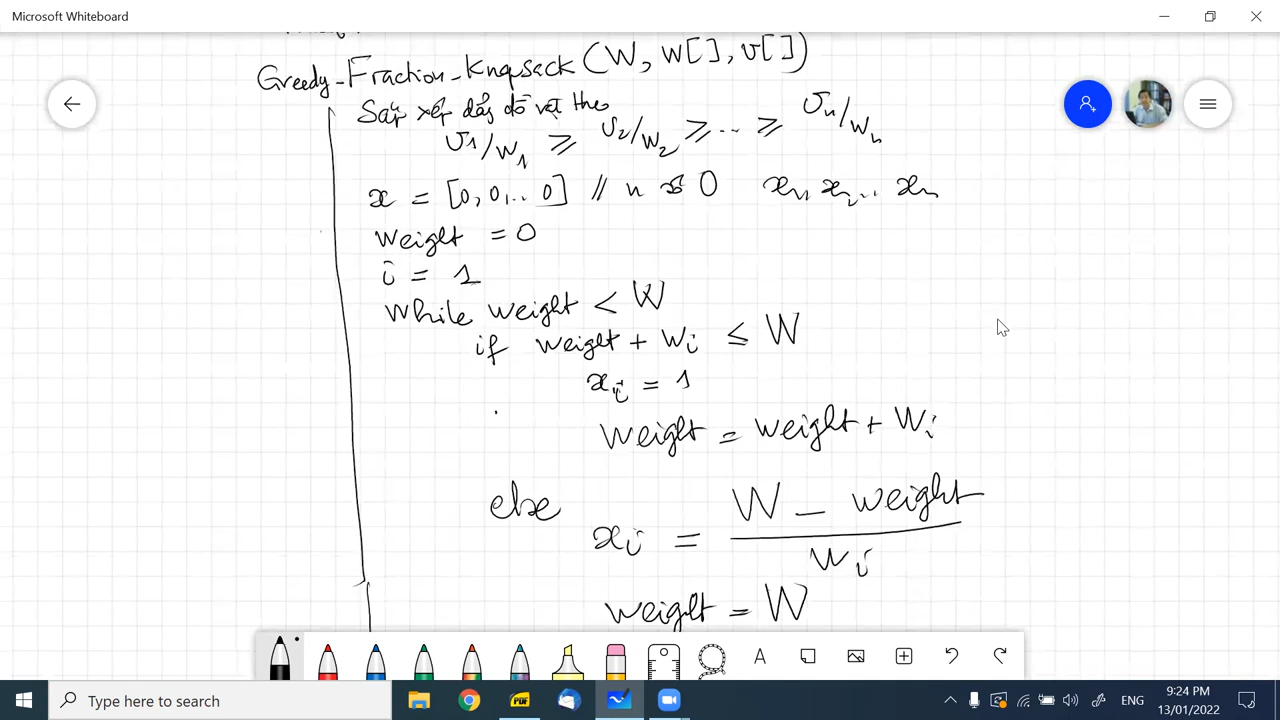 Microsoft Whiteboard
Greedy-Fraction-Knapsack (W, w[], v[])
Sắp xếp dãy đồ vật theo
v1/w1 ≥ v2/w2 ≥ ... ≥ vn/wn
x = [0, 0, .. 0] // n số 0 x1, x2, .. xn
weight = 0
i = 1
while weight < W
if weight + wi ≤ W
xi = 1
weight = weight + wi
else
xi = W - weight / wi
weight = W
A
PDF
Type here to search
ENG
9:24 PM
13/01/2022